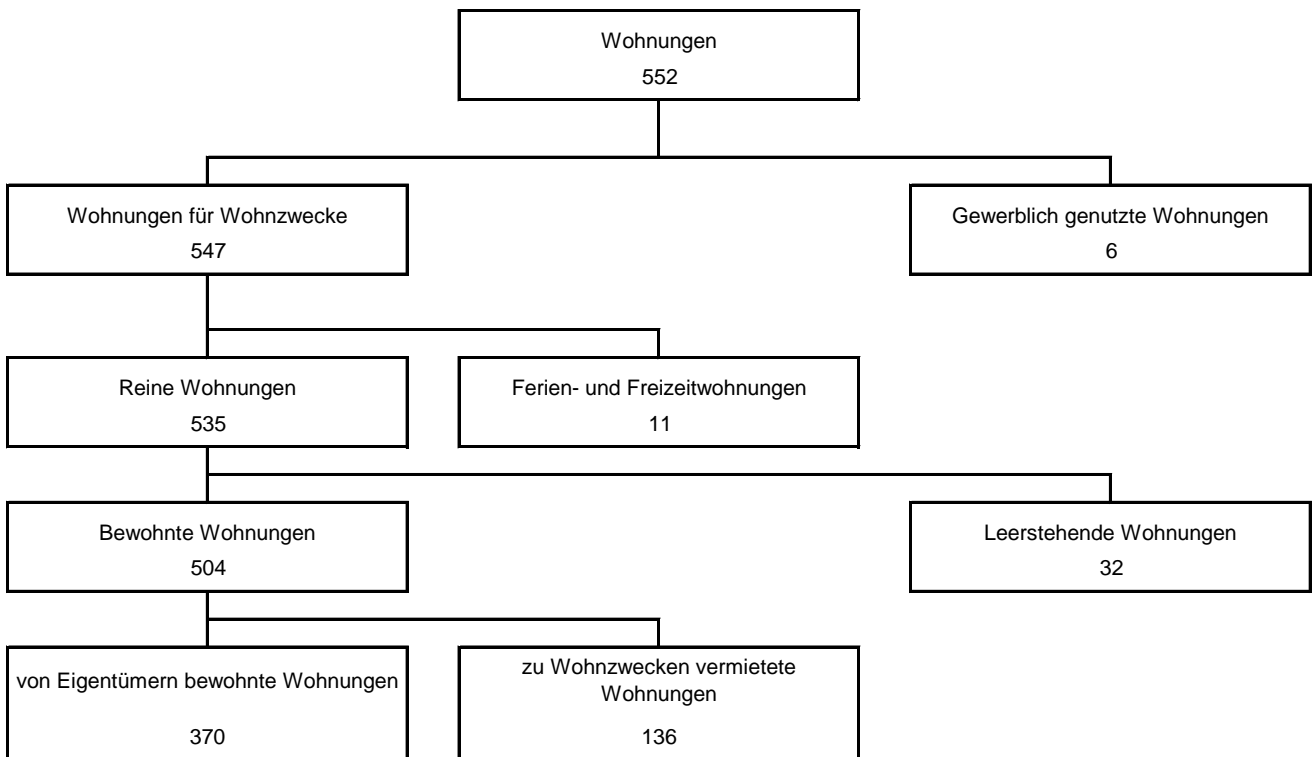 Wohnungen
552
Wohnungen für Wohnzwecke
547
Gewerblich genutzte Wohnungen
6
Reine Wohnungen
535
Ferien- und Freizeitwohnungen
11
Bewohnte Wohnungen
504
Leerstehende Wohnungen
32
von Eigentümern bewohnte Wohnungen
370
zu Wohnzwecken vermietete
Wohnungen
136